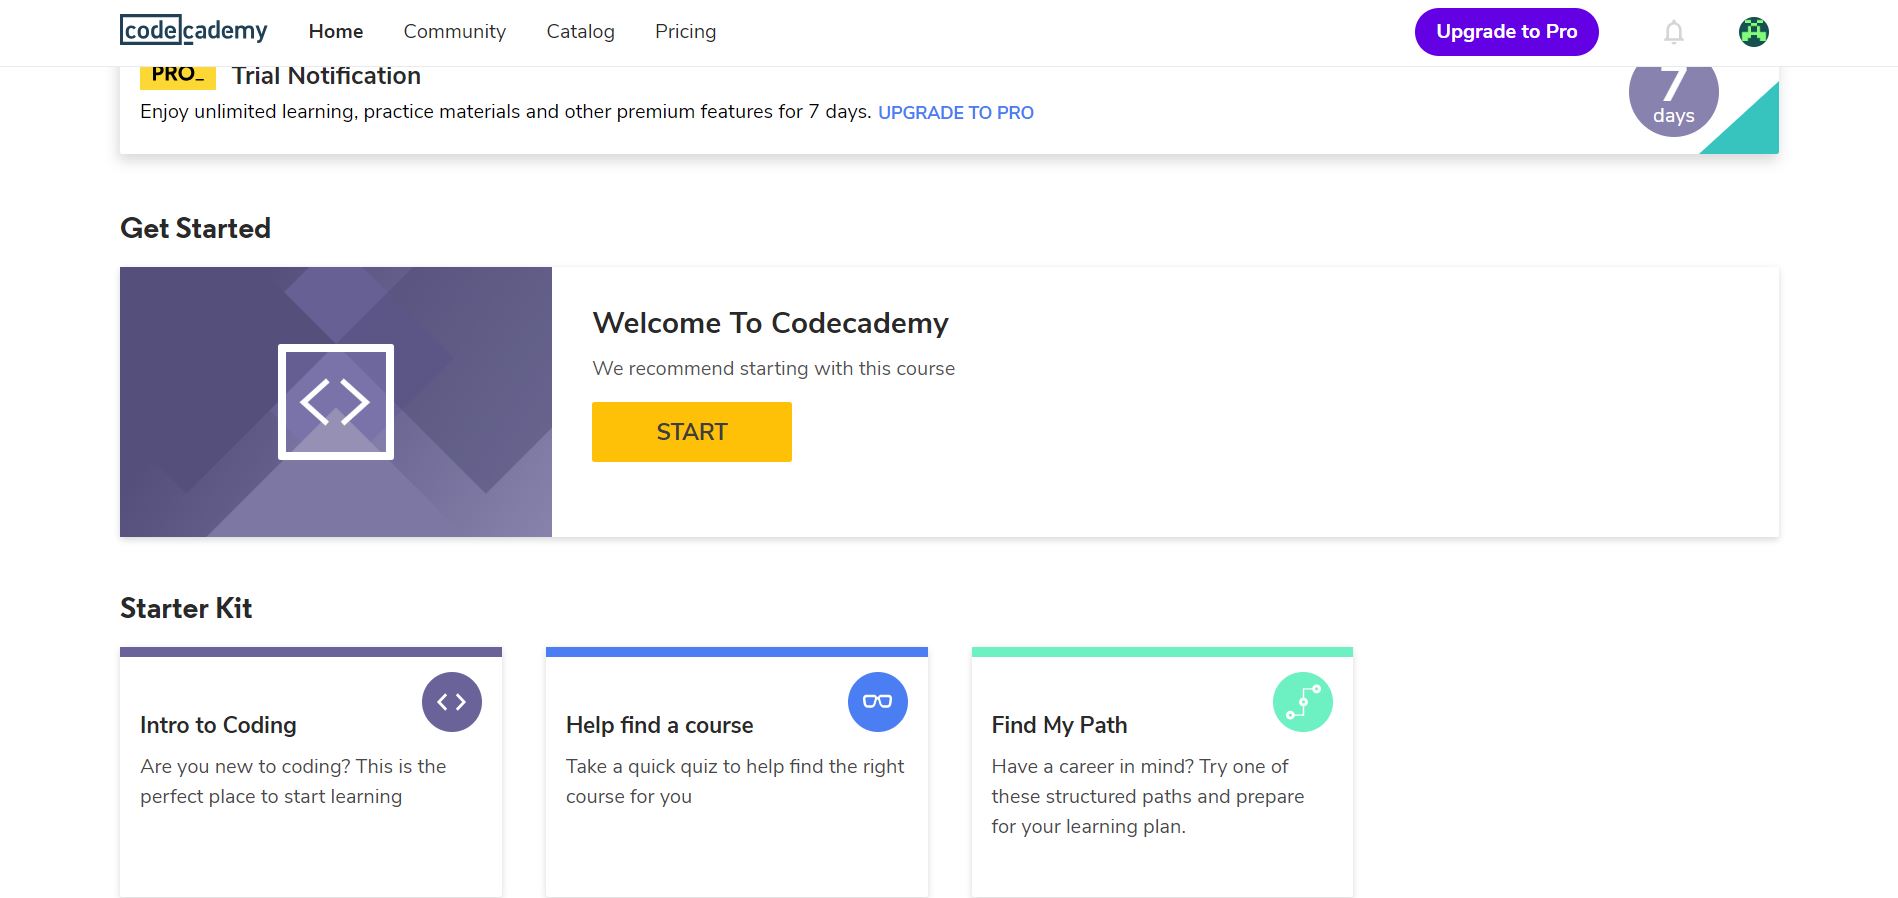 codecademy Home Community Catalog Pricing Upgrade to Pro
PRO_ Trial Notification
7
days
Enjoy unlimited learning, practice materials and other premium features for 7 days. UPGRADE TO PRO
Get Started
Welcome To Codecademy
We recommend starting with this course
START
Starter Kit
Intro to Coding
Are you new to coding? This is the
perfect place to start learning
Help find a course
Take a quick quiz to help find the right
course for you
Find My Path
Have a career in mind? Try one of
these structured paths and prepare
for your learning plan.